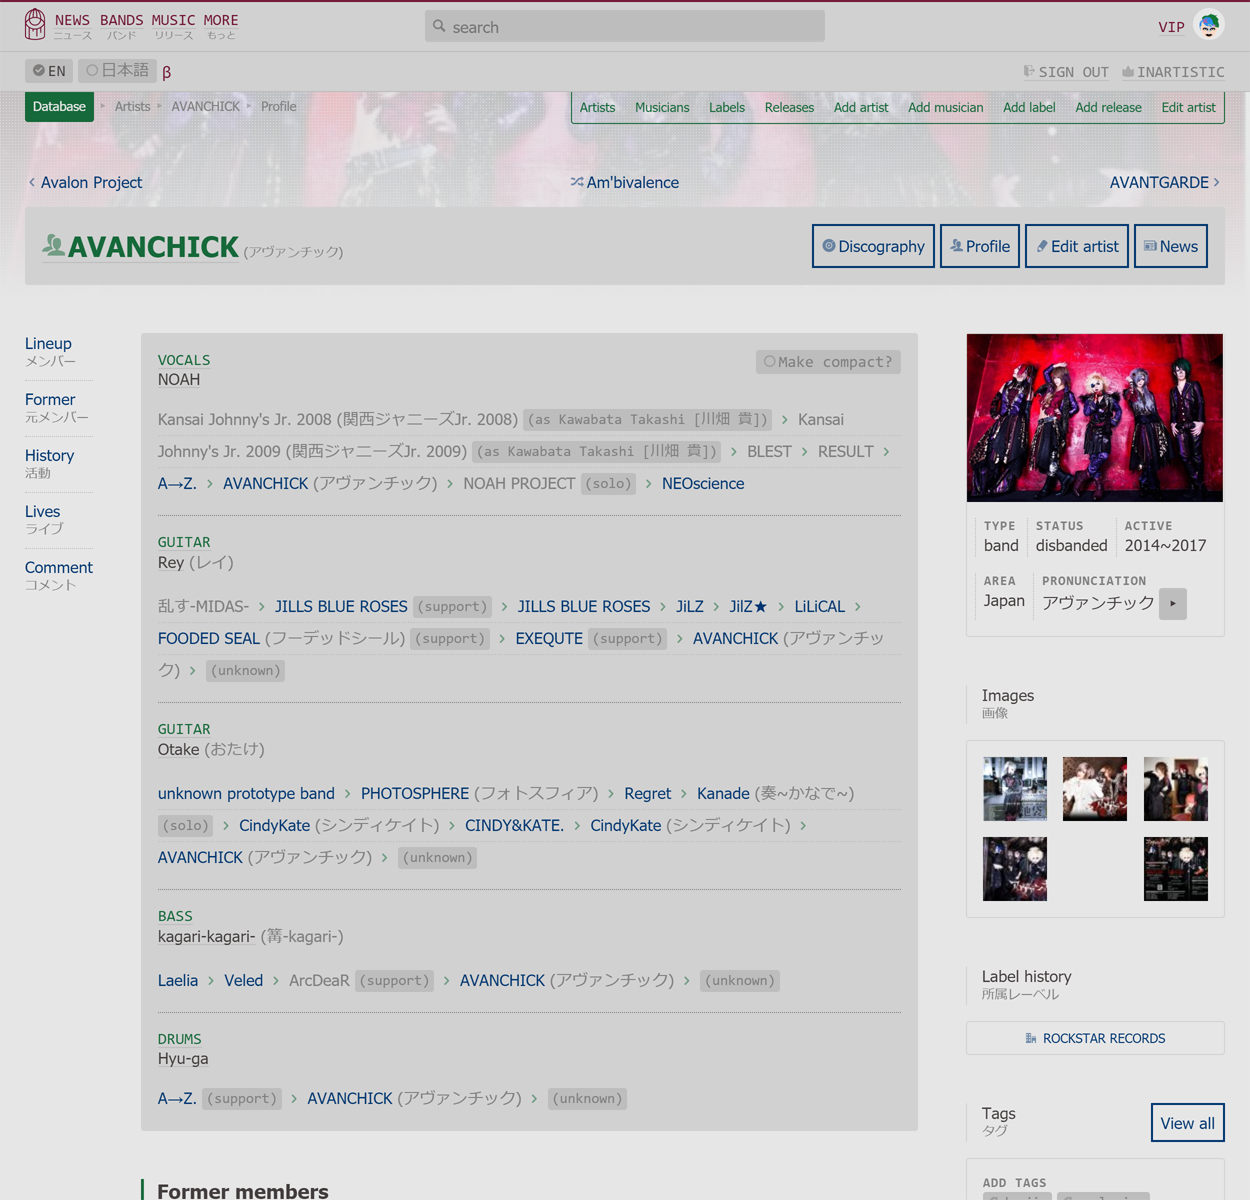 NEWS BANDS MUSIC MORE
ニュース バンド リリース もっと
search
VIP
EN 日本語 β
SIGN OUT INARTISTIC
Database Artists AVANCHICK Profile
Artists Musicians Labels Releases Add artist Add musician Add label Add release Edit artist
Avalon Project
Am'bivalence
AVANTGARDE
AVANCHICK (アヴァンチック)
Discography Profile Edit artist News
Lineup
メンバー
Former
元メンバー
History
活動
Lives
ライブ
Comment
コメント
VOCALS
NOAH
Make compact?
Kansai Johnny's Jr. 2008 (関西ジャニーズJr. 2008) (as Kawabata Takashi [川畑 貴]) › Kansai
Johnny's Jr. 2009 (関西ジャニーズJr. 2009) (as Kawabata Takashi [川畑 貴]) › BLEST › RESULT ›
A→Z. › AVANCHICK (アヴァンチック) › NOAH PROJECT (solo) › NEOscience
GUITAR
Rey (レイ)
乱す-MIDAS- › JILLS BLUE ROSES (support) › JILLS BLUE ROSES › JiLZ › JilZ★ › LiLiCAL ›
FOODED SEAL (フーデッドシール) (support) › EXEQUTE (support) › AVANCHICK (アヴァンチッ
ク) › (unknown)
GUITAR
Otake (おたけ)
unknown prototype band › PHOTOSPHERE (フォトスフィア) › Regret › Kanade (奏~かなで~)
(solo) › CindyKate (シンディケイト) › CINDY&KATE. › CindyKate (シンディケイト) ›
AVANCHICK (アヴァンチック) › (unknown)
BASS
kagari-kagari- (篝-kagari-)
Laelia › Veled › ArcDeaR (support) › AVANCHICK (アヴァンチック) › (unknown)
DRUMS
Hyu-ga
A→Z. (support) › AVANCHICK (アヴァンチック) › (unknown)
Former members
TYPE STATUS ACTIVE
band disbanded 2014~2017
AREA PRONUNCIATION
Japan アヴァンチック
Images
画像
Label history
所属レーベル
ROCKSTAR RECORDS
Tags
タグ
View all
ADD TAGS